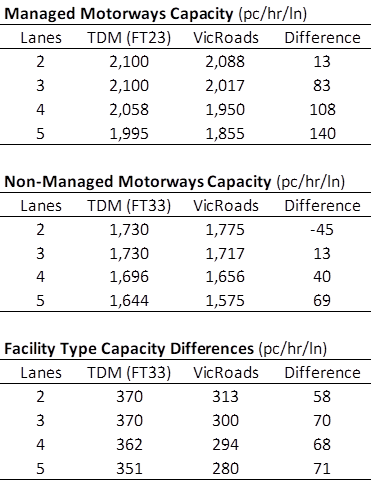 Managed Motorways Capacity (pc/hr/ln)
Lanes TDM (FT23) VicRoads Difference
2 2,100 2,088 13
3 2,100 2,017 83
4 2,058 1,950 108
5 1,995 1,855 140
Non-Managed Motorways Capacity (pc/hr/ln)
Lanes TDM (FT33) VicRoads Difference
2 1,730 1,775 -45
3 1,730 1,717 13
4 1,696 1,656 40
5 1,644 1,575 69
Facility Type Capacity Differences (pc/hr/ln)
Lanes TDM (FT33) VicRoads Difference
2 370 313 58
3 370 300 70
4 362 294 68
5 351 280 71